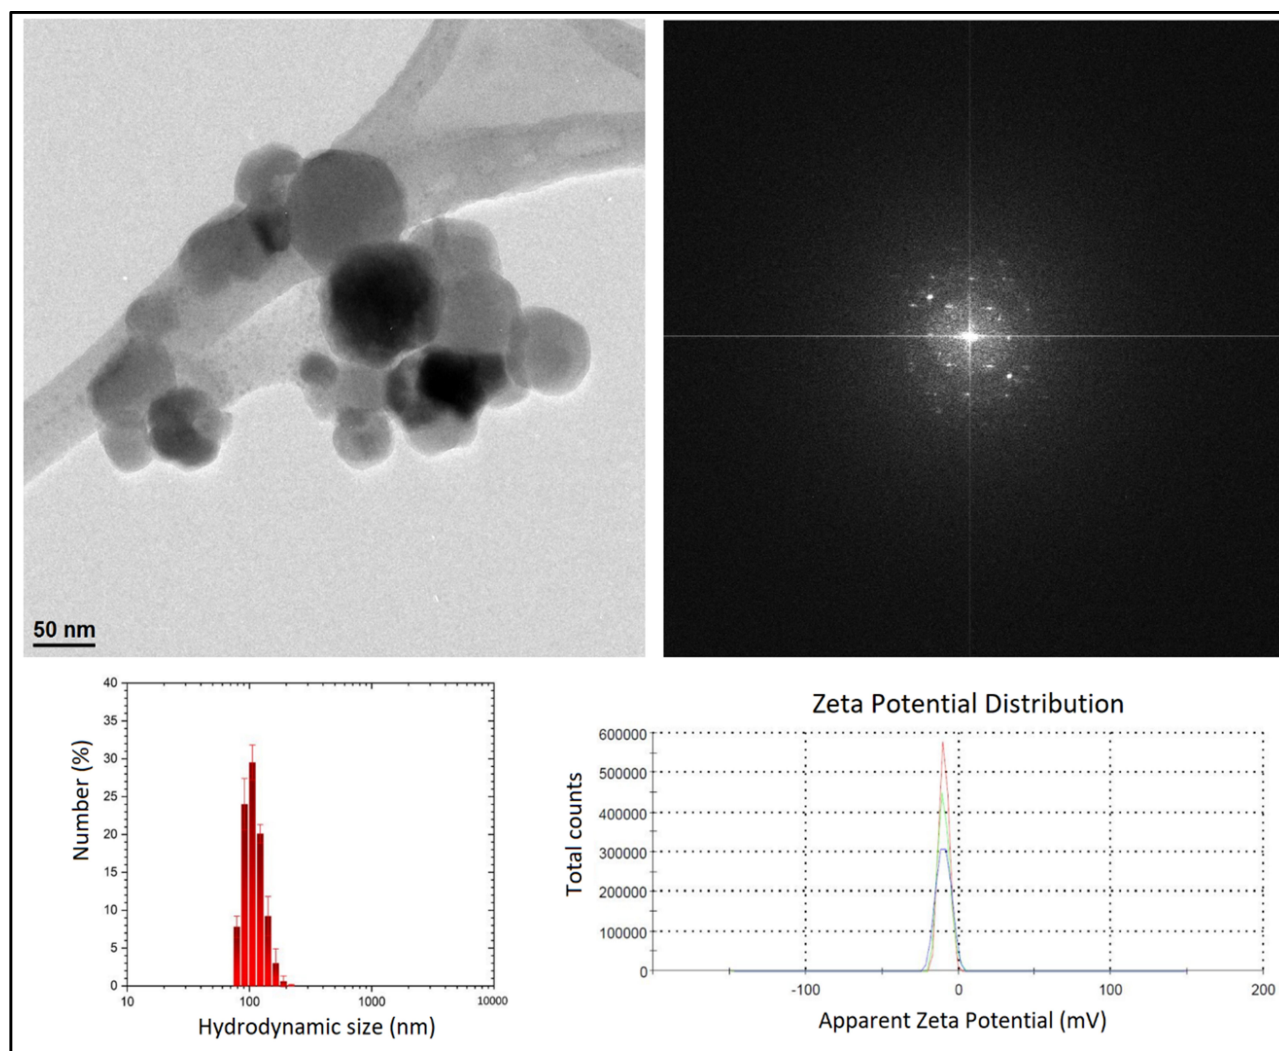 50 nm
40
35
30
25
20
15
10
5
0
Number (%)
10 100 1000 10000
Hydrodynamic size (nm)
Zeta Potential Distribution
600000
500000
400000
300000
200000
100000
0
Total counts
-100 0 100 200
Apparent Zeta Potential (mV)